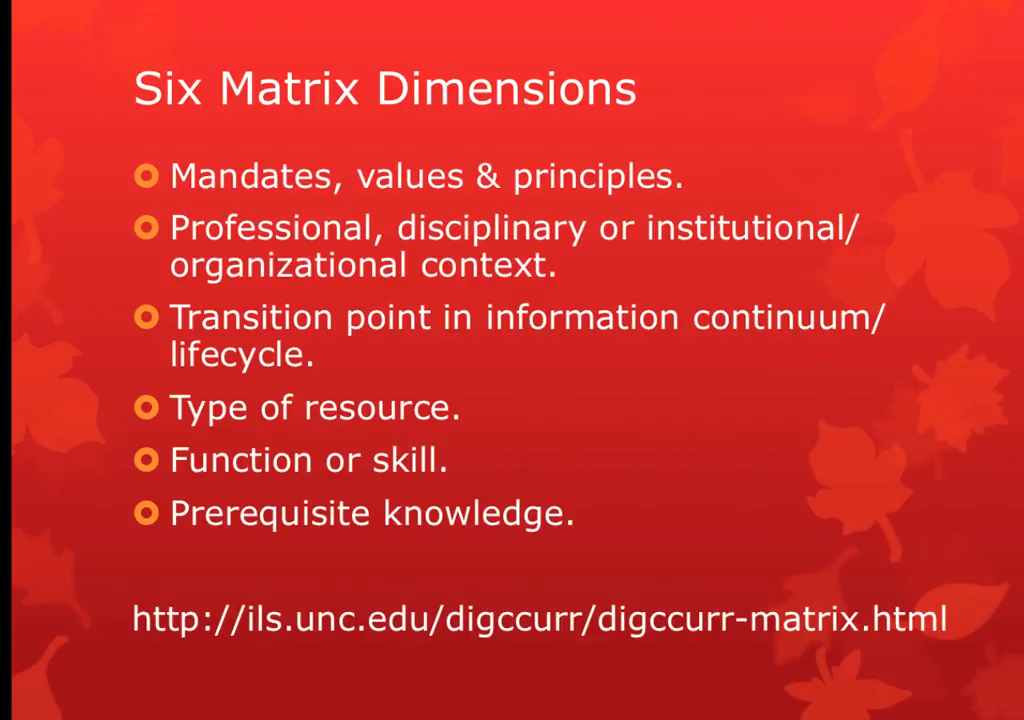 Six Matrix Dimensions
Mandates, values & principles.
Professional, disciplinary or institutional/
organizational context.
Transition point in information continuum/
lifecycle.
Type of resource.
Function or skill.
Prerequisite knowledge.
http://ils.unc.edu/digccurr/digccurr-matrix.html